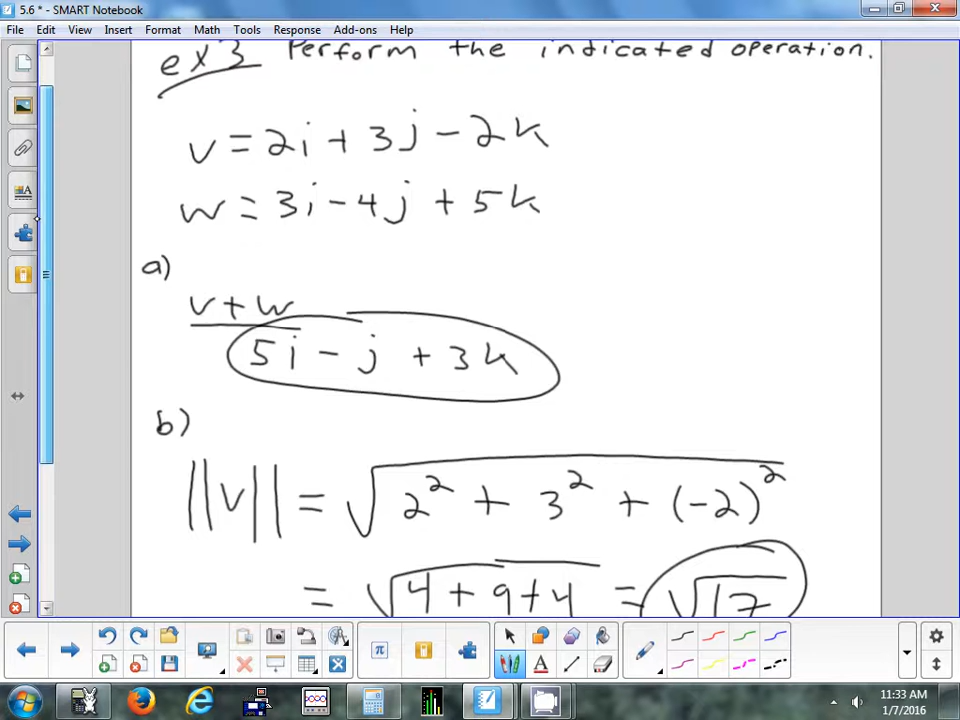 5.6 * - SMART Notebook
File Edit View Insert Format Math Tools Response Add-ons Help
ex 3 Perform the indicated operation.
v = 2i + 3j - 2k
w = 3i - 4j + 5k
a)
v + w
5i - j + 3k
b)
||v|| = √2² + 3² + (-2)²
= √4 + 9 + 4 = √17
11:33 AM
1/7/2016